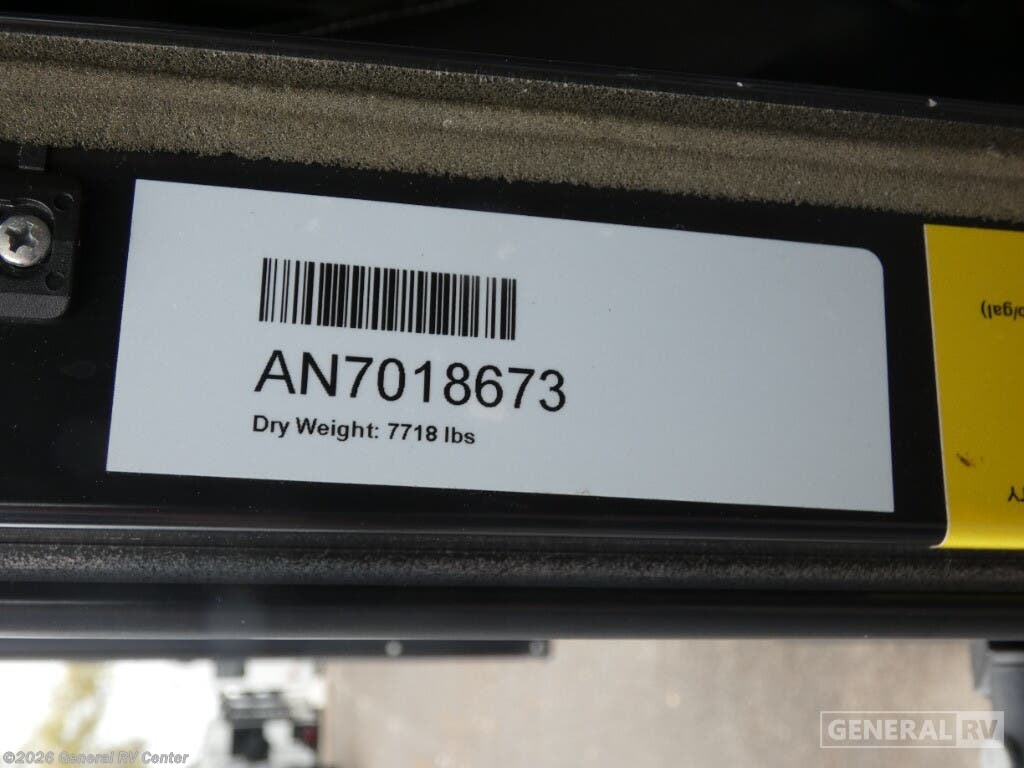 AN7018673
Dry Weight: 7718 lbs
GENERAL RV
©2026 General RV Center